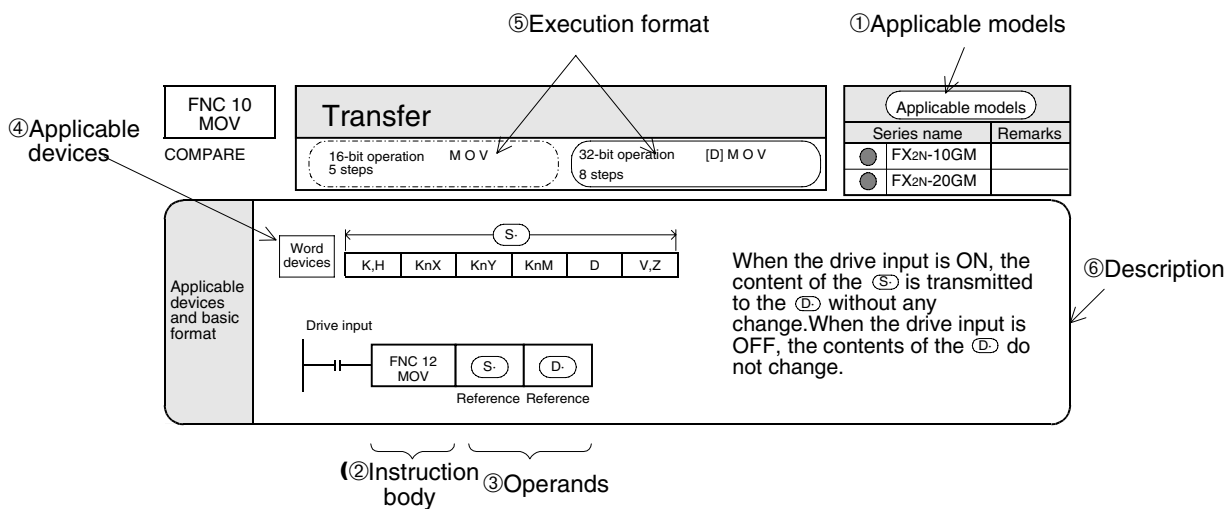 ⑤Execution format
①Applicable models
④Applicable
devices
FNC 10
MOV
COMPARE
Transfer
16-bit operation M O V
5 steps
32-bit operation [D] M O V
8 steps
Applicable models
Series name Remarks
FX2N-10GM
FX2N-20GM
Applicable
devices
and basic
format
Word
devices
S·
K,H KnX KnY KnM D V,Z
Drive input
FNC 12
MOV
S· D·
Reference Reference
When the drive input is ON, the
content of the S· is transmitted
to the D· without any
change.When the drive input is
OFF, the contents of the D· do
not change.
⑥Description
(②Instruction
body
③Operands